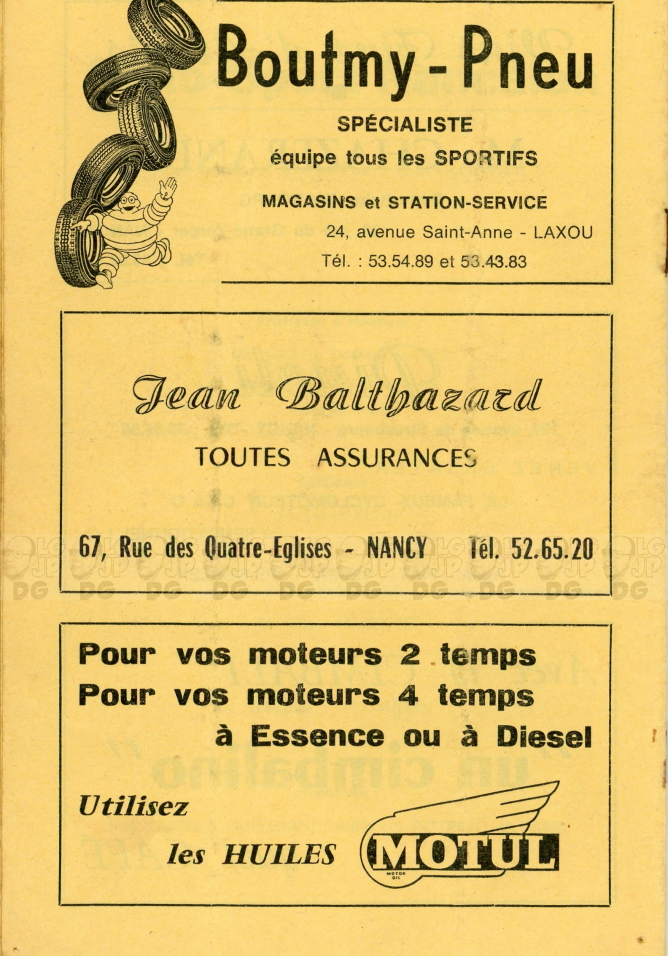 Boutmy-Pneu
SPÉCIALISTE
équipe tous les SPORTIFS
MAGASINS et STATION-SERVICE
24, avenue Saint-Anne - LAXOU
Tél. : 53.54.89 et 53.43.83
Jean Balthazard
TOUTES ASSURANCES
67, Rue des Quatre-Eglises - NANCY Tél. 52.65.20
Pour vos moteurs 2 temps
Pour vos moteurs 4 temps
à Essence ou à Diesel
Utilisez
les HUILES MOTUL
MOTOR
OIL